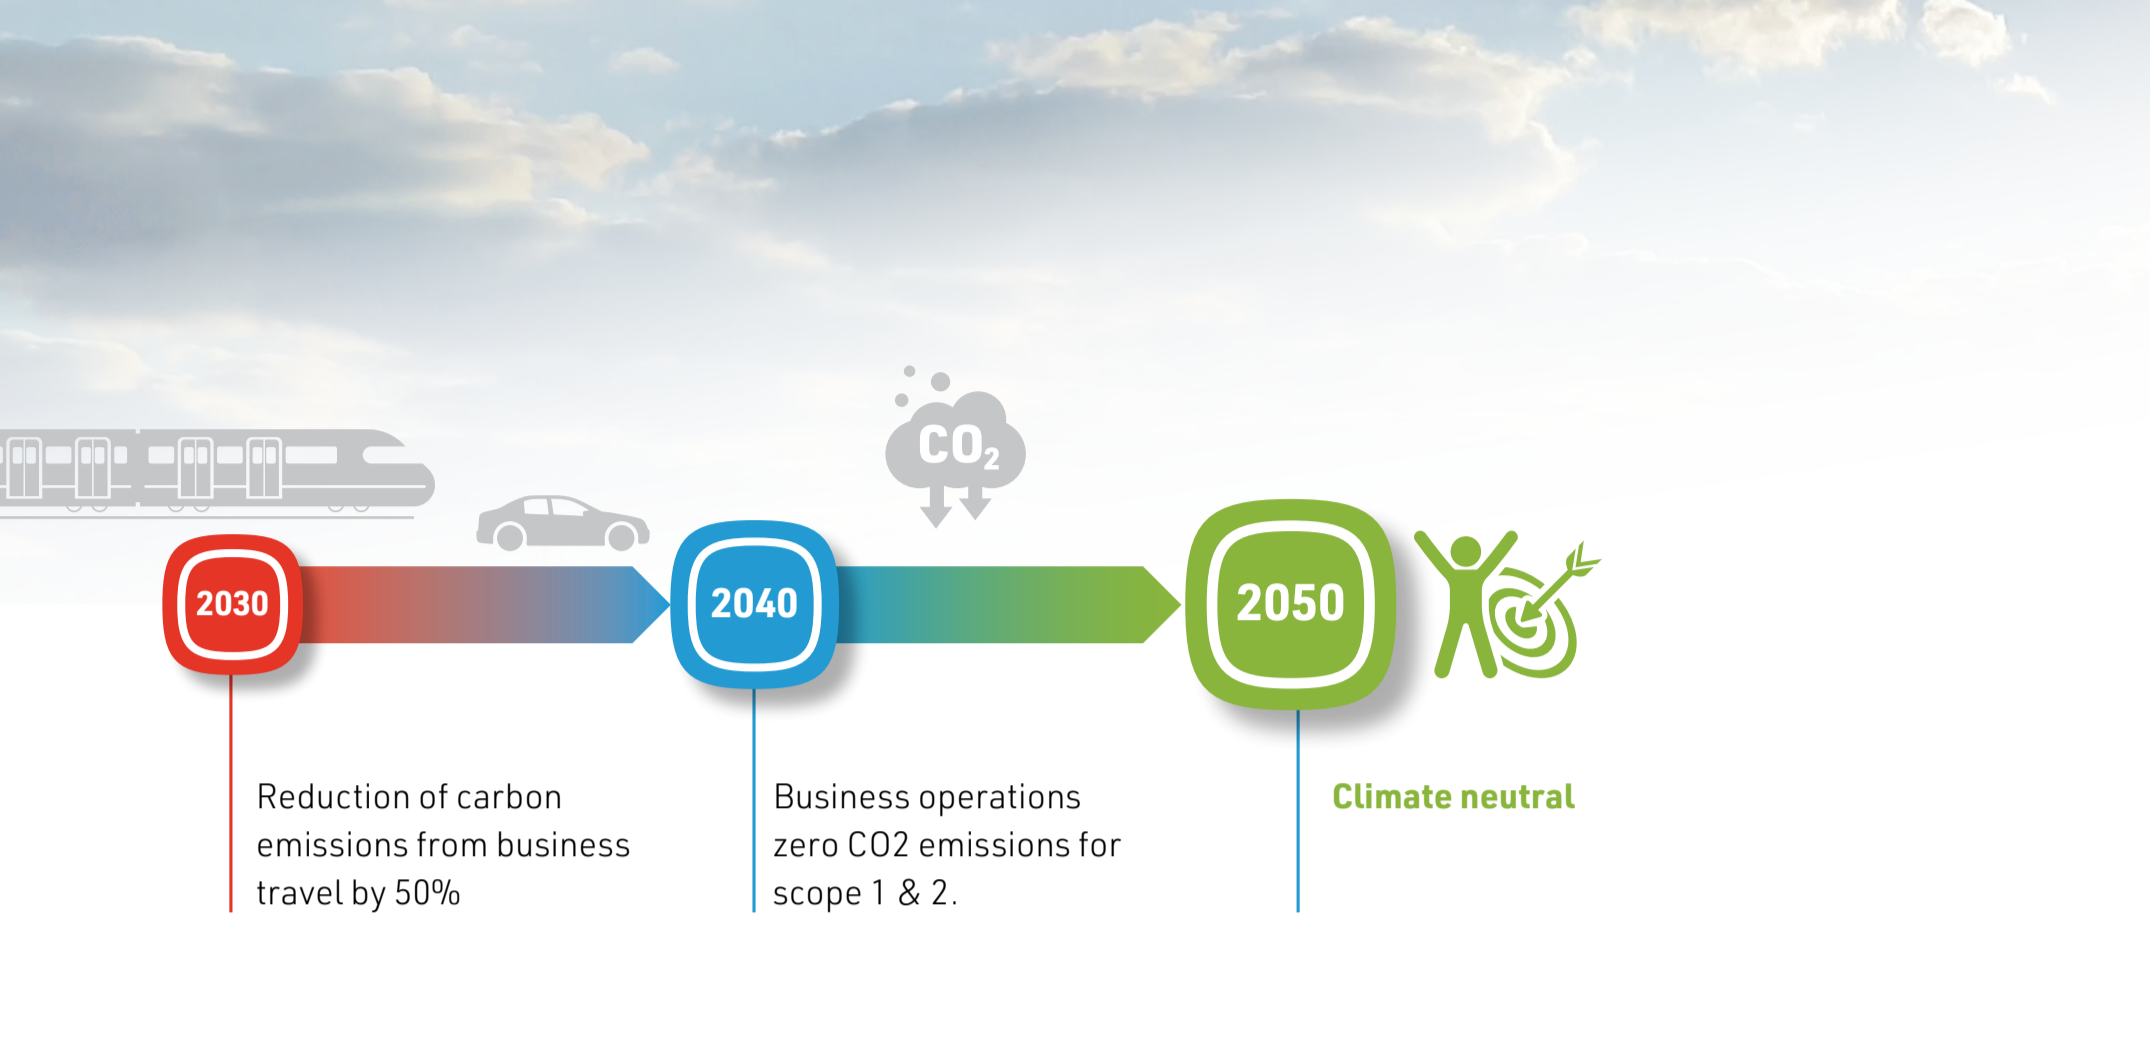 CO₂
2030
2040
2050
Reduction of carbon
emissions from business
travel by 50%
Business operations
zero CO2 emissions for
scope 1 & 2.
Climate neutral